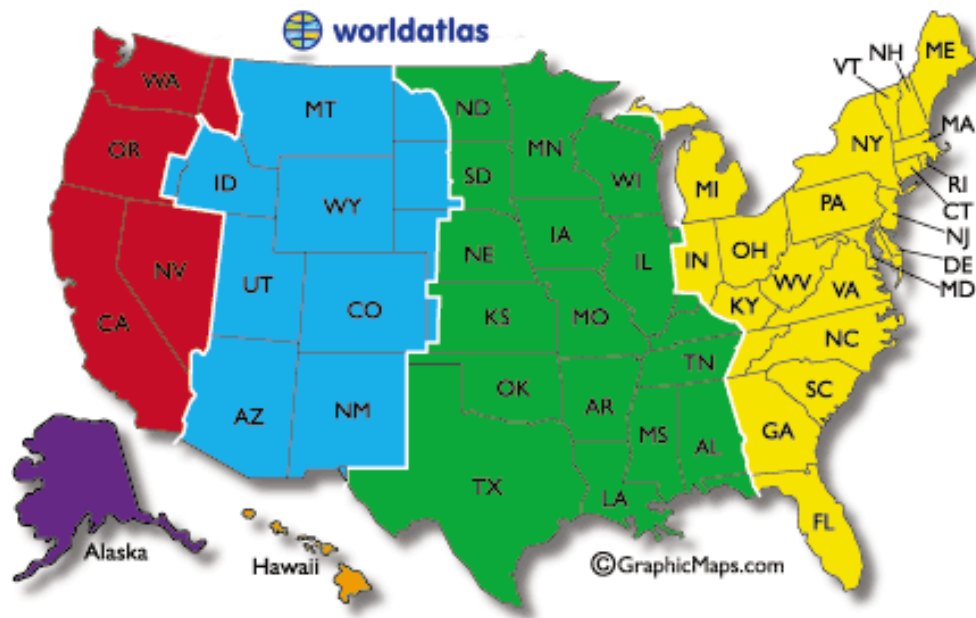 worldatlas
WA
MT
ND
MN
VT
NH
ME
OR
ID
WY
SD
WI
MI
NY
MA
RI
CT
NJ
PA
NV
UT
CO
NE
IA
IL
IN
OH
WV
VA
DE
MD
CA
KS
MO
KY
NC
AZ
NM
OK
AR
TN
SC
TX
MS
AL
GA
LA
FL
Alaska
Hawaii
©GraphicMaps.com